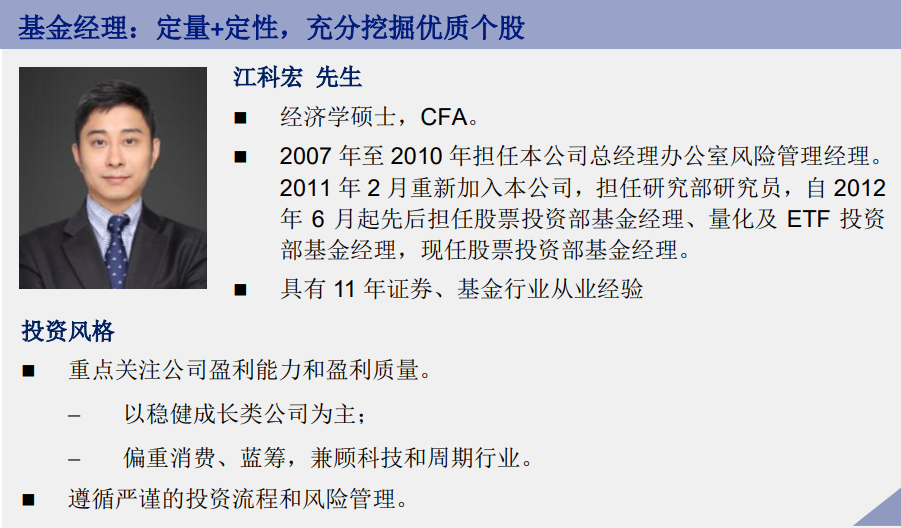 基金经理：定量+定性，充分挖掘优质个股
江科宏 先生
■ 经济学硕士，CFA。
■ 2007 年至 2010 年担任本公司总经理办公室风险管理经理。
2011 年 2 月重新加入本公司，担任研究部研究员，自 2012
年 6 月起先后担任股票投资部基金经理、量化及 ETF 投资
部基金经理，现任股票投资部基金经理。
■ 具有 11 年证券、基金行业从业经验
投资风格
■ 重点关注公司盈利能力和盈利质量。
– 以稳健成长类公司为主；
– 偏重消费、蓝筹，兼顾科技和周期行业。
■ 遵循严谨的投资流程和风险管理。